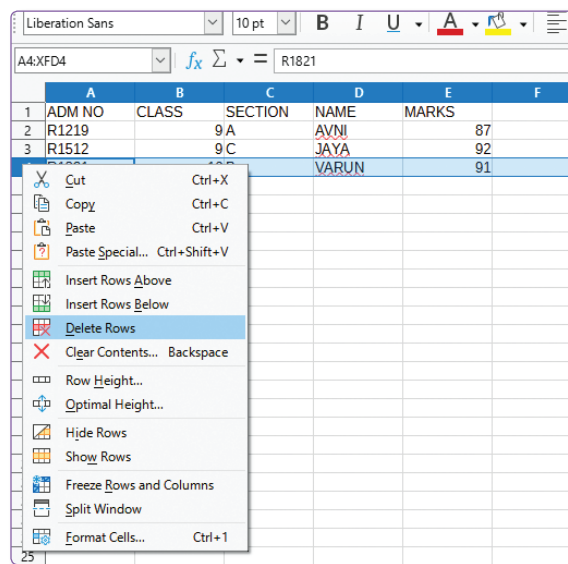 Liberation Sans 10 pt B I U A
A4:XFD4 fx Σ = R1821
A B C D E F
1 ADM NO CLASS SECTION NAME MARKS
2 R1219 9 A AVNI 87
3 R1512 9 C JAYA 92
VARUN 91
Cut Ctrl+X
Copy Ctrl+C
Paste Ctrl+V
Paste Special... Ctrl+Shift+V
Insert Rows Above
Insert Rows Below
Delete Rows
Clear Contents... Backspace
Row Height...
Optimal Height...
Hide Rows
Show Rows
Freeze Rows and Columns
Split Window
Format Cells... Ctrl+1
25